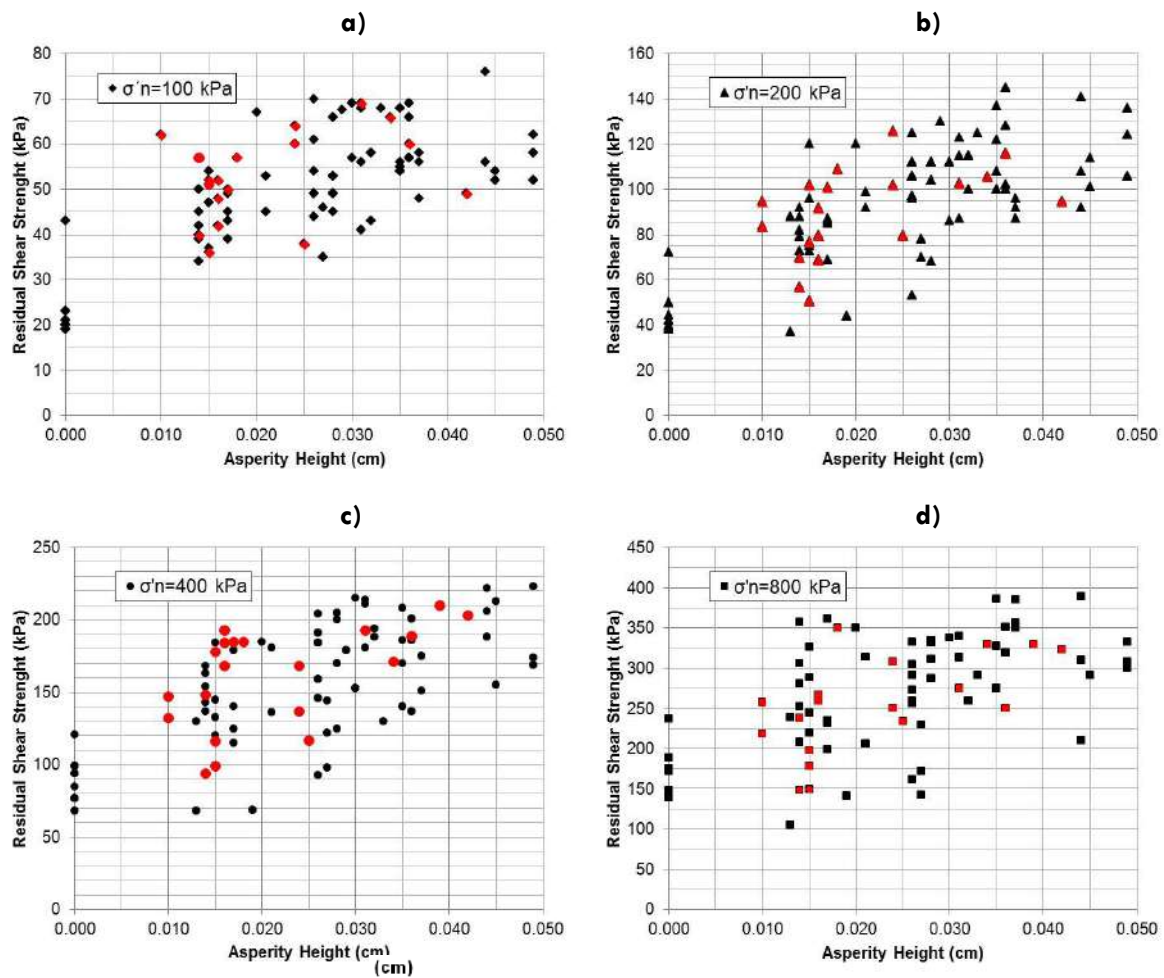 a)
80
70
60
50
40
30
20
10
0
Residual Shear Strenght (kPa)
σ´n=100 kPa
0.000 0.010 0.020 0.030 0.040 0.050
Asperity Height (cm)
b)
160
140
120
100
80
60
40
20
0
Residual Shear Strenght (kPa)
σ'n=200 kPa
0.000 0.010 0.020 0.030 0.040 0.050
Asperity Height (cm)
c)
250
200
150
100
50
0
Residual Shear Strenght (kPa)
σ'n=400 kPa
0.000 0.010 0.020 0.030 0.040 0.050
Asperity Height (cm)
(cm)
d)
450
400
350
300
250
200
150
100
50
0
Residual Shear Strenght (kPa)
σ'n=800 kPa
0.000 0.010 0.020 0.030 0.040 0.050
Asperity Height (cm)